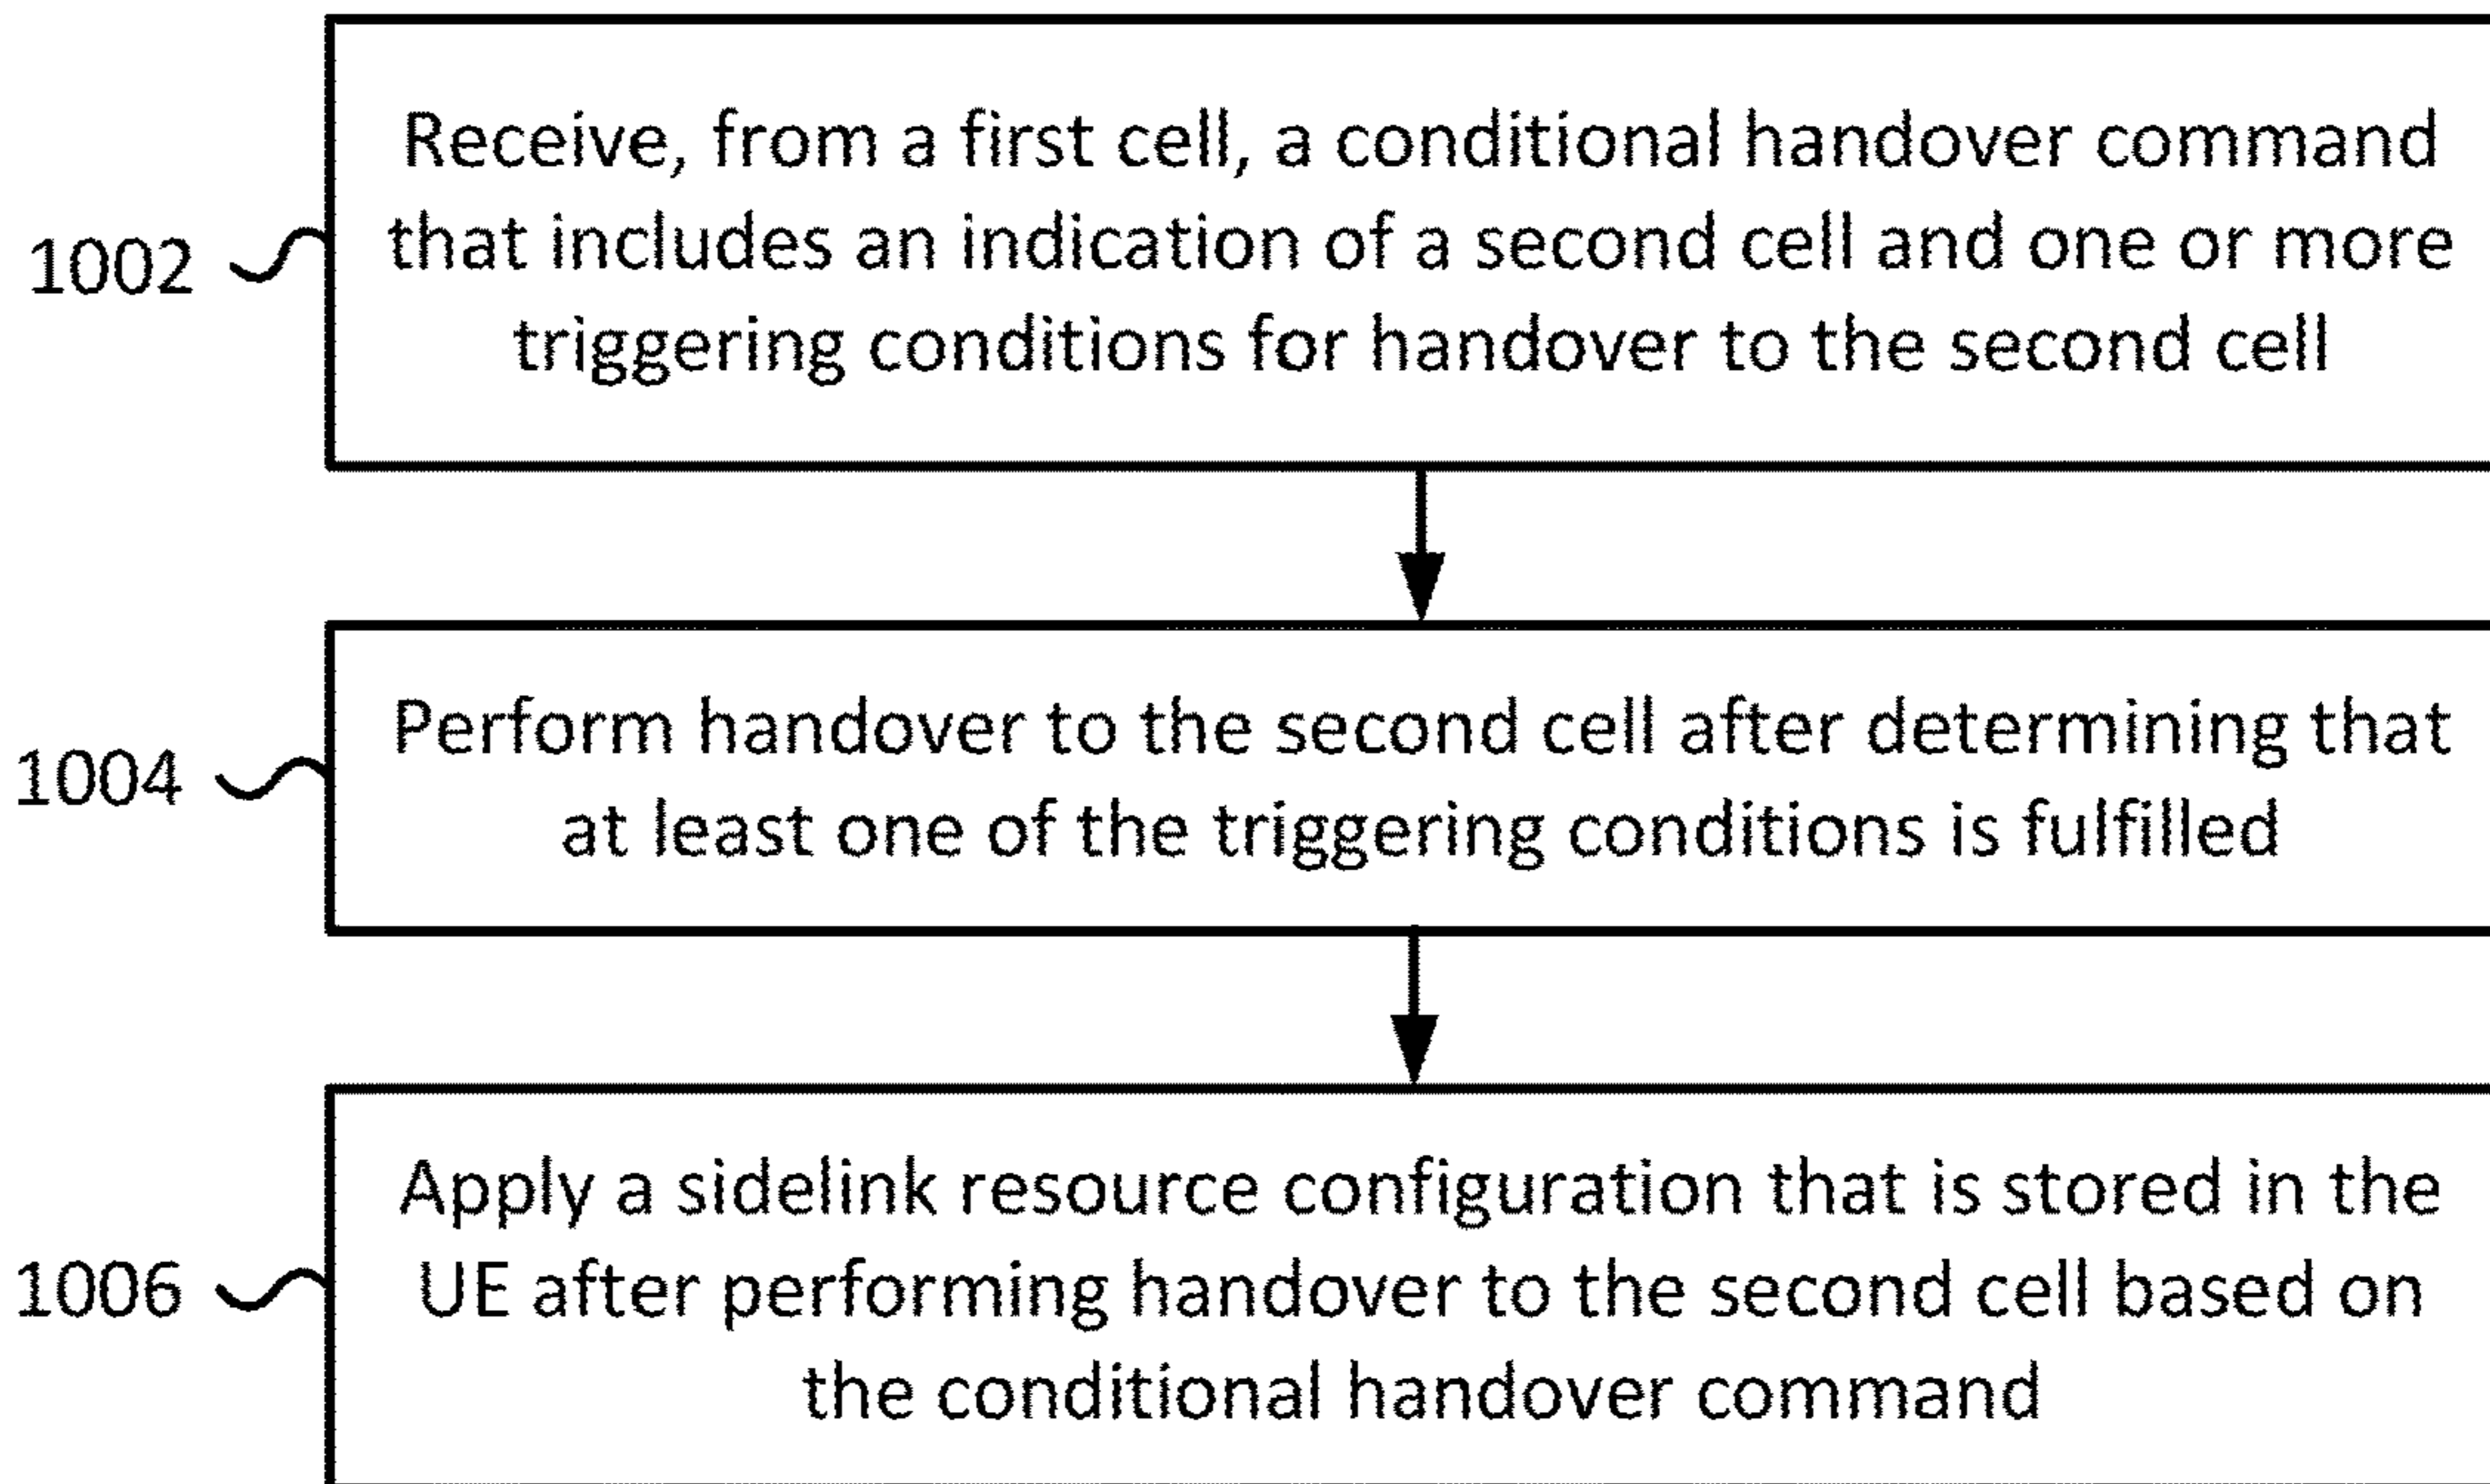 Receive, from a first cell, a conditional handover command
1002 that includes an indication of a second cell and one or more
triggering conditions for handover to the second cell
Perform handover to the second cell after determining that
1004 at least one of the triggering conditions is fulfilled
Apply a sidelink resource configuration that is stored in the
1006 UE after performing handover to the second cell based on
the conditional handover command